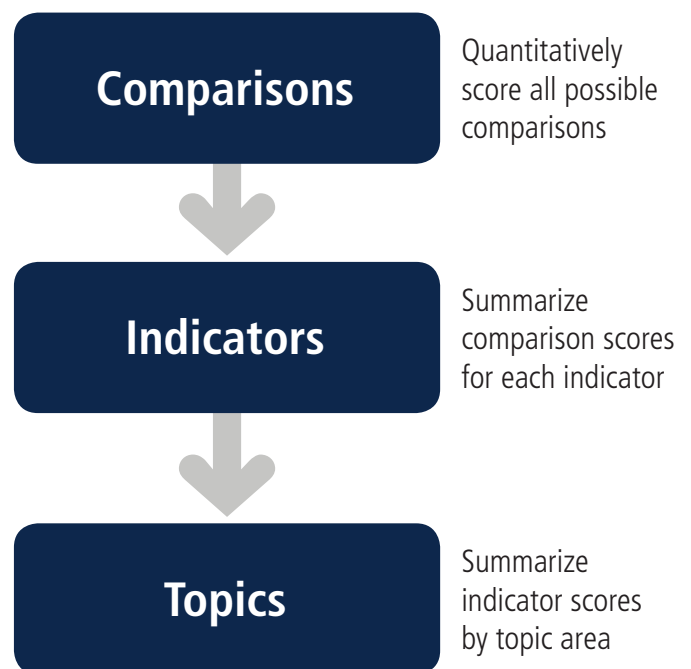 Comparisons
Quantitatively
score all possible
comparisons
Indicators
Summarize
comparison scores
for each indicator
Topics
Summarize
indicator scores
by topic area